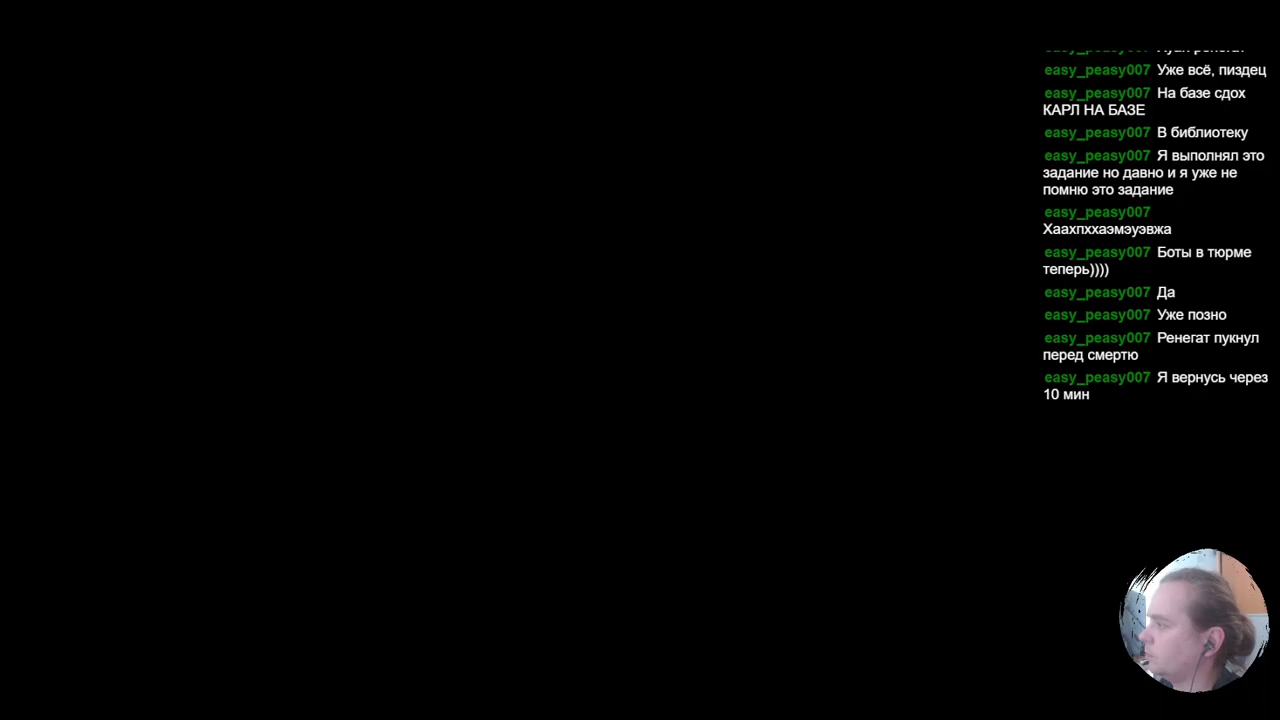 easy_peasy007 Уже всё, пиздец
easy_peasy007 На базе сдох
КАРЛ НА БАЗЕ
easy_peasy007 В библиотеку
easy_peasy007 Я выполнял это
задание но давно и я уже не
помню это задание
easy_peasy007
Хаахпххаэмэуэвжа
easy_peasy007 Боты в тюрме
теперь))))
easy_peasy007 Да
easy_peasy007 Уже позно
easy_peasy007 Ренегат пукнул
перед смертю
easy_peasy007 Я вернусь через
10 мин